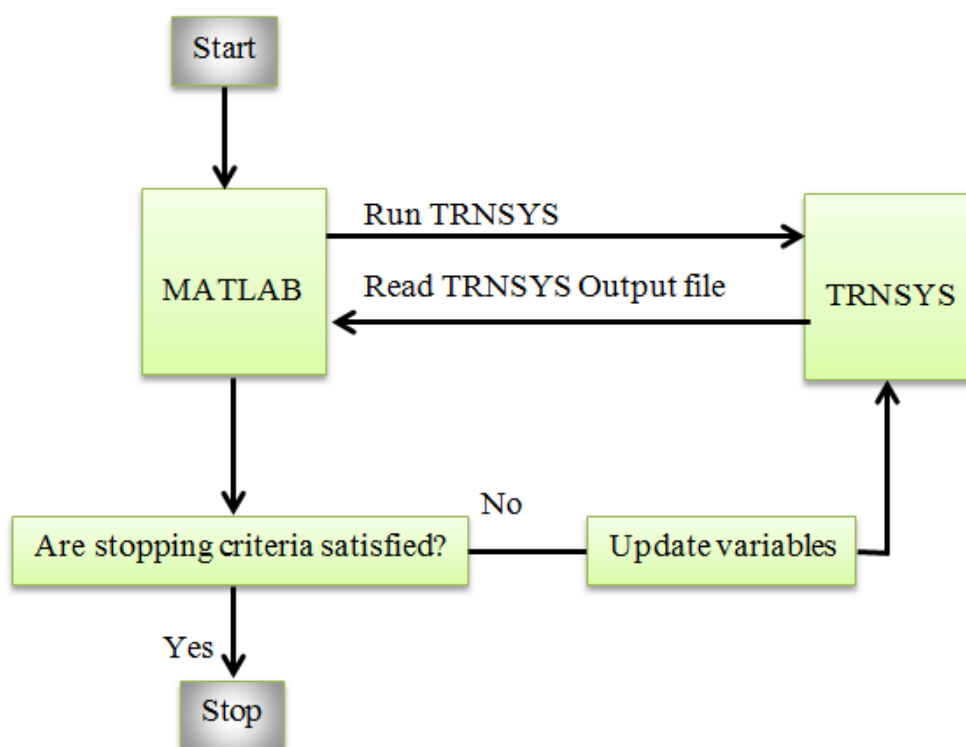 Start
Run TRNSYS
MATLAB
Read TRNSYS Output file
TRNSYS
No
Are stopping criteria satisfied?
Update variables
Yes
Stop